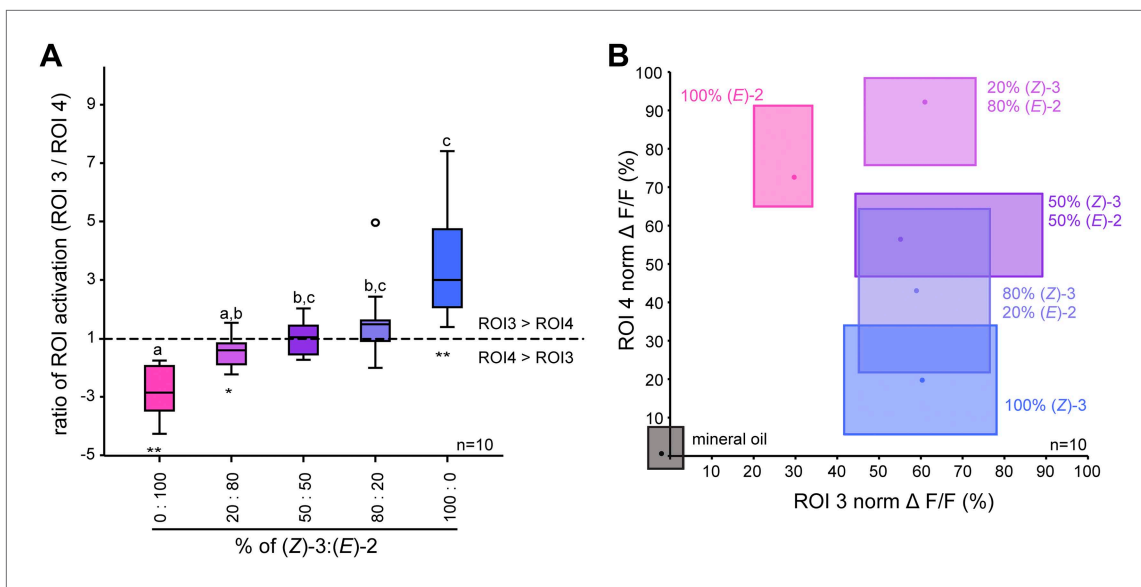 A
ratio of ROI activation (ROI 3 / ROI 4)
9
7
5
3
1
-3
-5
a
**
a,b
*
b,c
b,c
c
**
ROI3 > ROI4
ROI4 > ROI3
n=10
0 : 100
20 : 80
50 : 50
80 : 20
100 : 0
% of (Z)-3:(E)-2
B
ROI 4 norm Δ F/F (%)
100
90
80
70
60
50
40
30
20
10
100% (E)-2
20% (Z)-3
80% (E)-2
50% (Z)-3
50% (E)-2
80% (Z)-3
20% (E)-2
100% (Z)-3
mineral oil
n=10
10 20 30 40 50 60 70 80 90 100
ROI 3 norm Δ F/F (%)